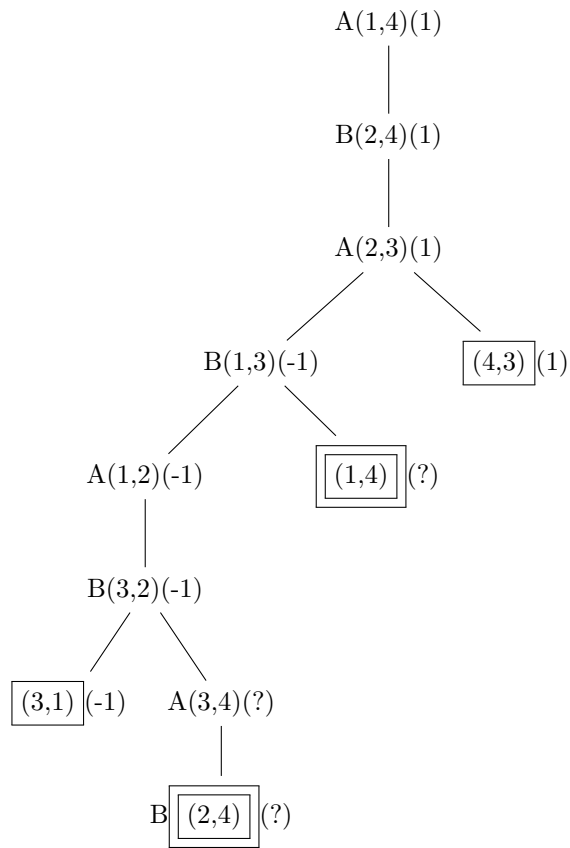 A(1,4)(1)
B(2,4)(1)
A(2,3)(1)
B(1,3)(-1)
(4,3) (1)
A(1,2)(-1)
(1,4) (?)
B(3,2)(-1)
(3,1) (-1)
A(3,4)(?)
B (2,4) (?)